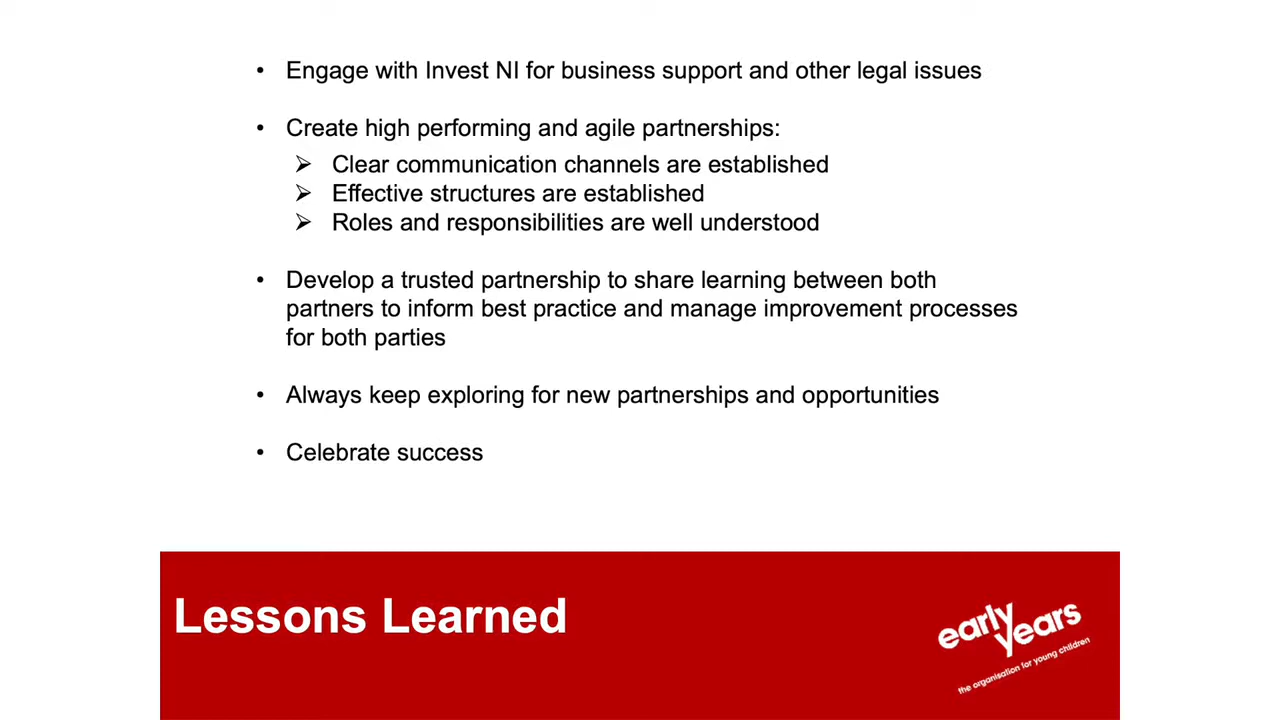 • Engage with Invest NI for business support and other legal issues
• Create high performing and agile partnerships:
➢ Clear communication channels are established
➢ Effective structures are established
➢ Roles and responsibilities are well understood
• Develop a trusted partnership to share learning between both
partners to inform best practice and manage improvement processes
for both parties
• Always keep exploring for new partnerships and opportunities
• Celebrate success
Lessons Learned
early
years
the organisation for young children